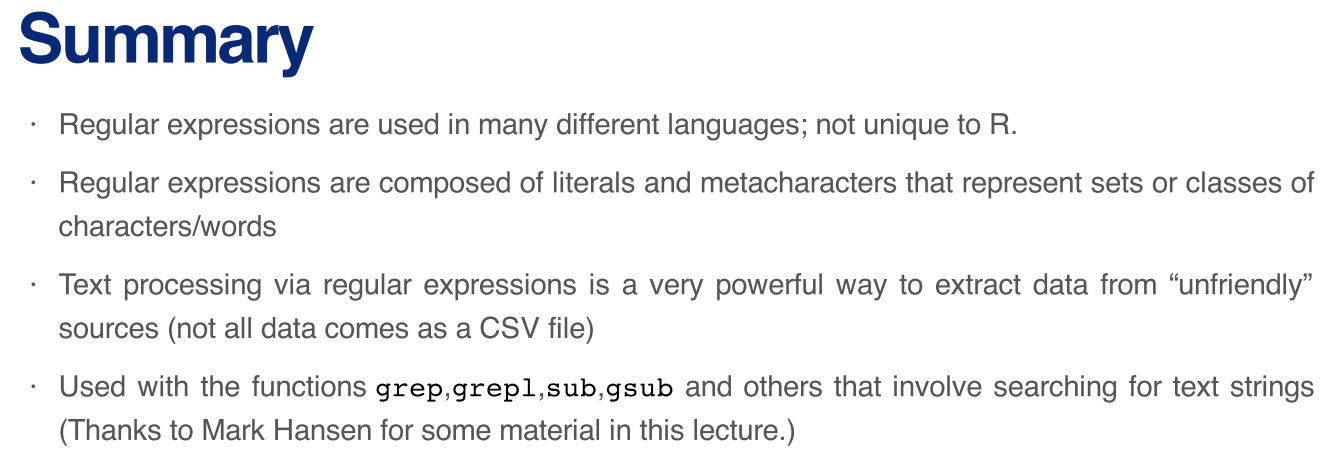 Summary
· Regular expressions are used in many different languages; not unique to R.
· Regular expressions are composed of literals and metacharacters that represent sets or classes of
characters/words
· Text processing via regular expressions is a very powerful way to extract data from “unfriendly”
sources (not all data comes as a CSV file)
· Used with the functions grep,grepl,sub,gsub and others that involve searching for text strings
(Thanks to Mark Hansen for some material in this lecture.)